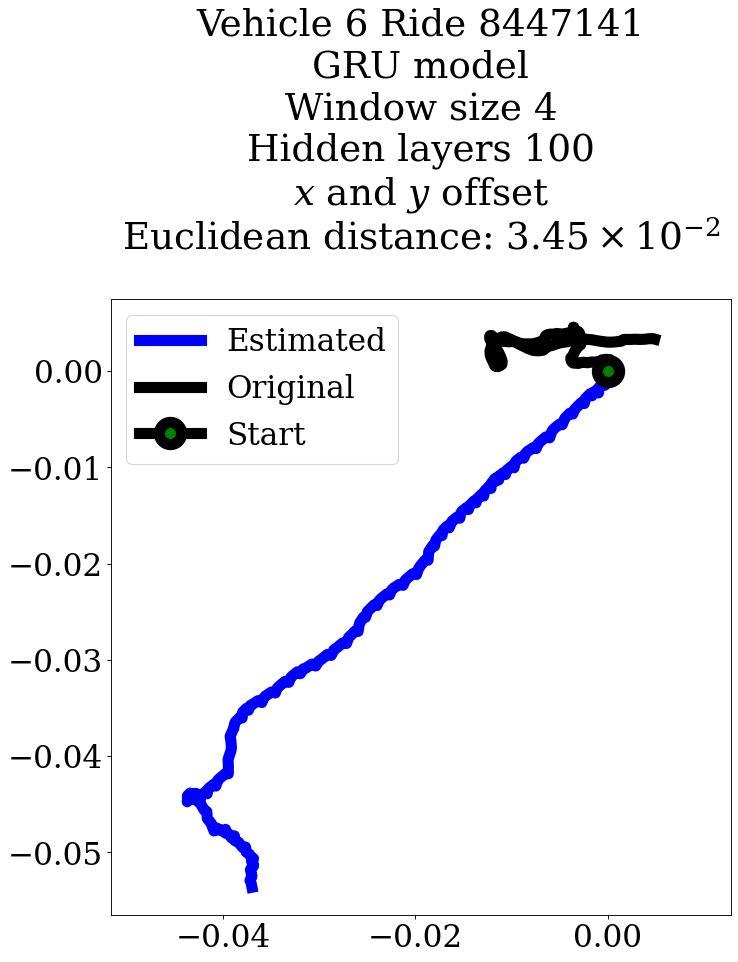 Vehicle 6 Ride 8447141
GRU model
Window size 4
Hidden layers 100
x and y offset
Euclidean distance: 3.45 × 10⁻²
Estimated
Original
Start
0.00
−0.01
−0.02
−0.03
−0.04
−0.05
−0.04 −0.02 0.00